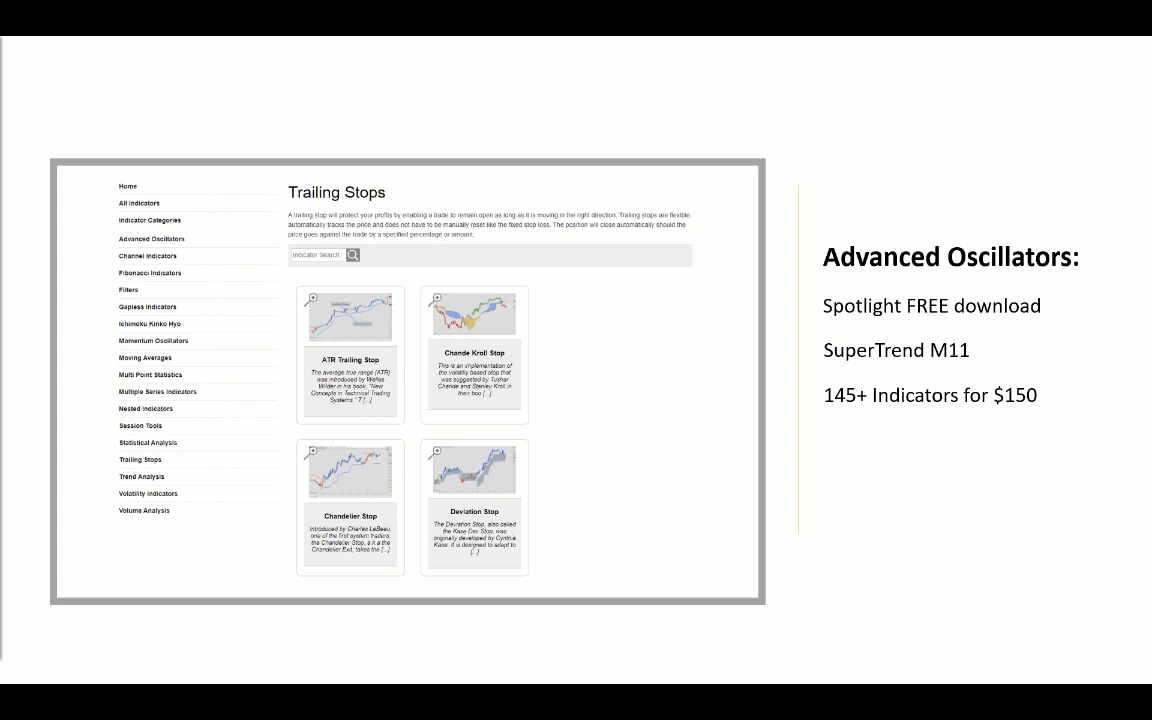 Home
All Indicators
Indicator Categories
Advanced Oscillators
Channel Indicators
Fibonacci Indicators
Filters
Gapless Indicators
Ichimoku Kinko Hyo
Momentum Oscillators
Moving Averages
Multi Point Statistics
Multiple Series Indicators
Nested Indicators
Session Tools
Statistical Analysis
Trailing Stops
Trend Analysis
Volatility Indicators
Volume Analysis
Trailing Stops
A trailing stop will protect your profits by enabling a trade to remain open as long as it is moving in the right direction. Trailing stops are flexible,
automatically tracks the price and does not have to be manually reset like the fixed stop loss. The position will close automatically should the
price goes against the trade by a specified percentage or amount.
Indicator Search
ATR Trailing Stop
The average true range (ATR)
was introduced by Welles
Wilder in his book, "New
Concepts in Technical Trading
Systems." T [...]
Chande Kroll Stop
This is an implementation of
the volatility based stop that
was suggested by Tushar
Chande and Stanley Kroll in
their boo [...]
Chandelier Stop
Introduced by Charles LeBeau,
one of the first system traders,
the Chandelier Stop, a.k.a the
Chandelier Exit, takes the [...]
Deviation Stop
The Deviation Stop, also called
the Kase Dev Stop, was
originally developed by Cynthia
Kase. It is designed to adapt to
[...]
Advanced Oscillators:
Spotlight FREE download
SuperTrend M11
145+ Indicators for $150